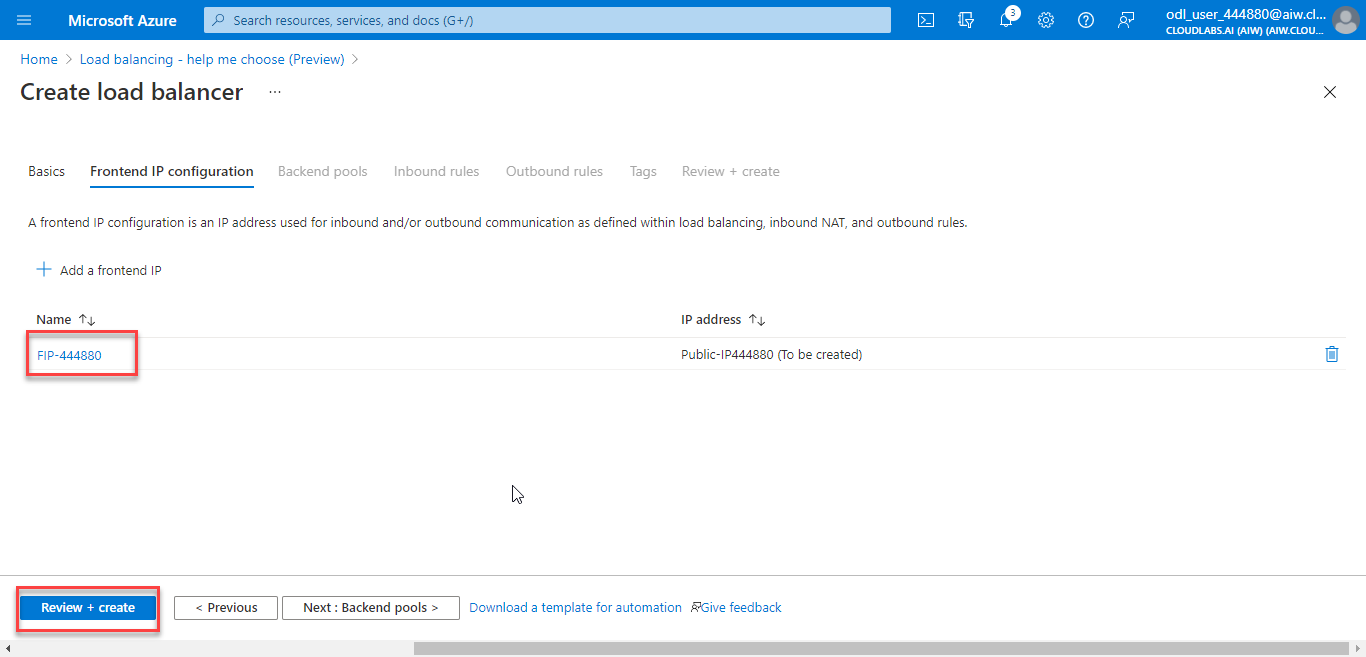 Microsoft Azure
Search resources, services, and docs (G+/)
3
odl_user_444880@aiw.cl...
CLOUDLABS.AI (AIW) (AIW.CLOU...
Home > Load balancing - help me choose (Preview) >
Create load balancer ...
Basics Frontend IP configuration Backend pools Inbound rules Outbound rules Tags Review + create
A frontend IP configuration is an IP address used for inbound and/or outbound communication as defined within load balancing, inbound NAT, and outbound rules.
+ Add a frontend IP
Name ↑↓ IP address ↑↓
FIP-444880 Public-IP444880 (To be created)
Review + create < Previous Next : Backend pools > Download a template for automation Give feedback